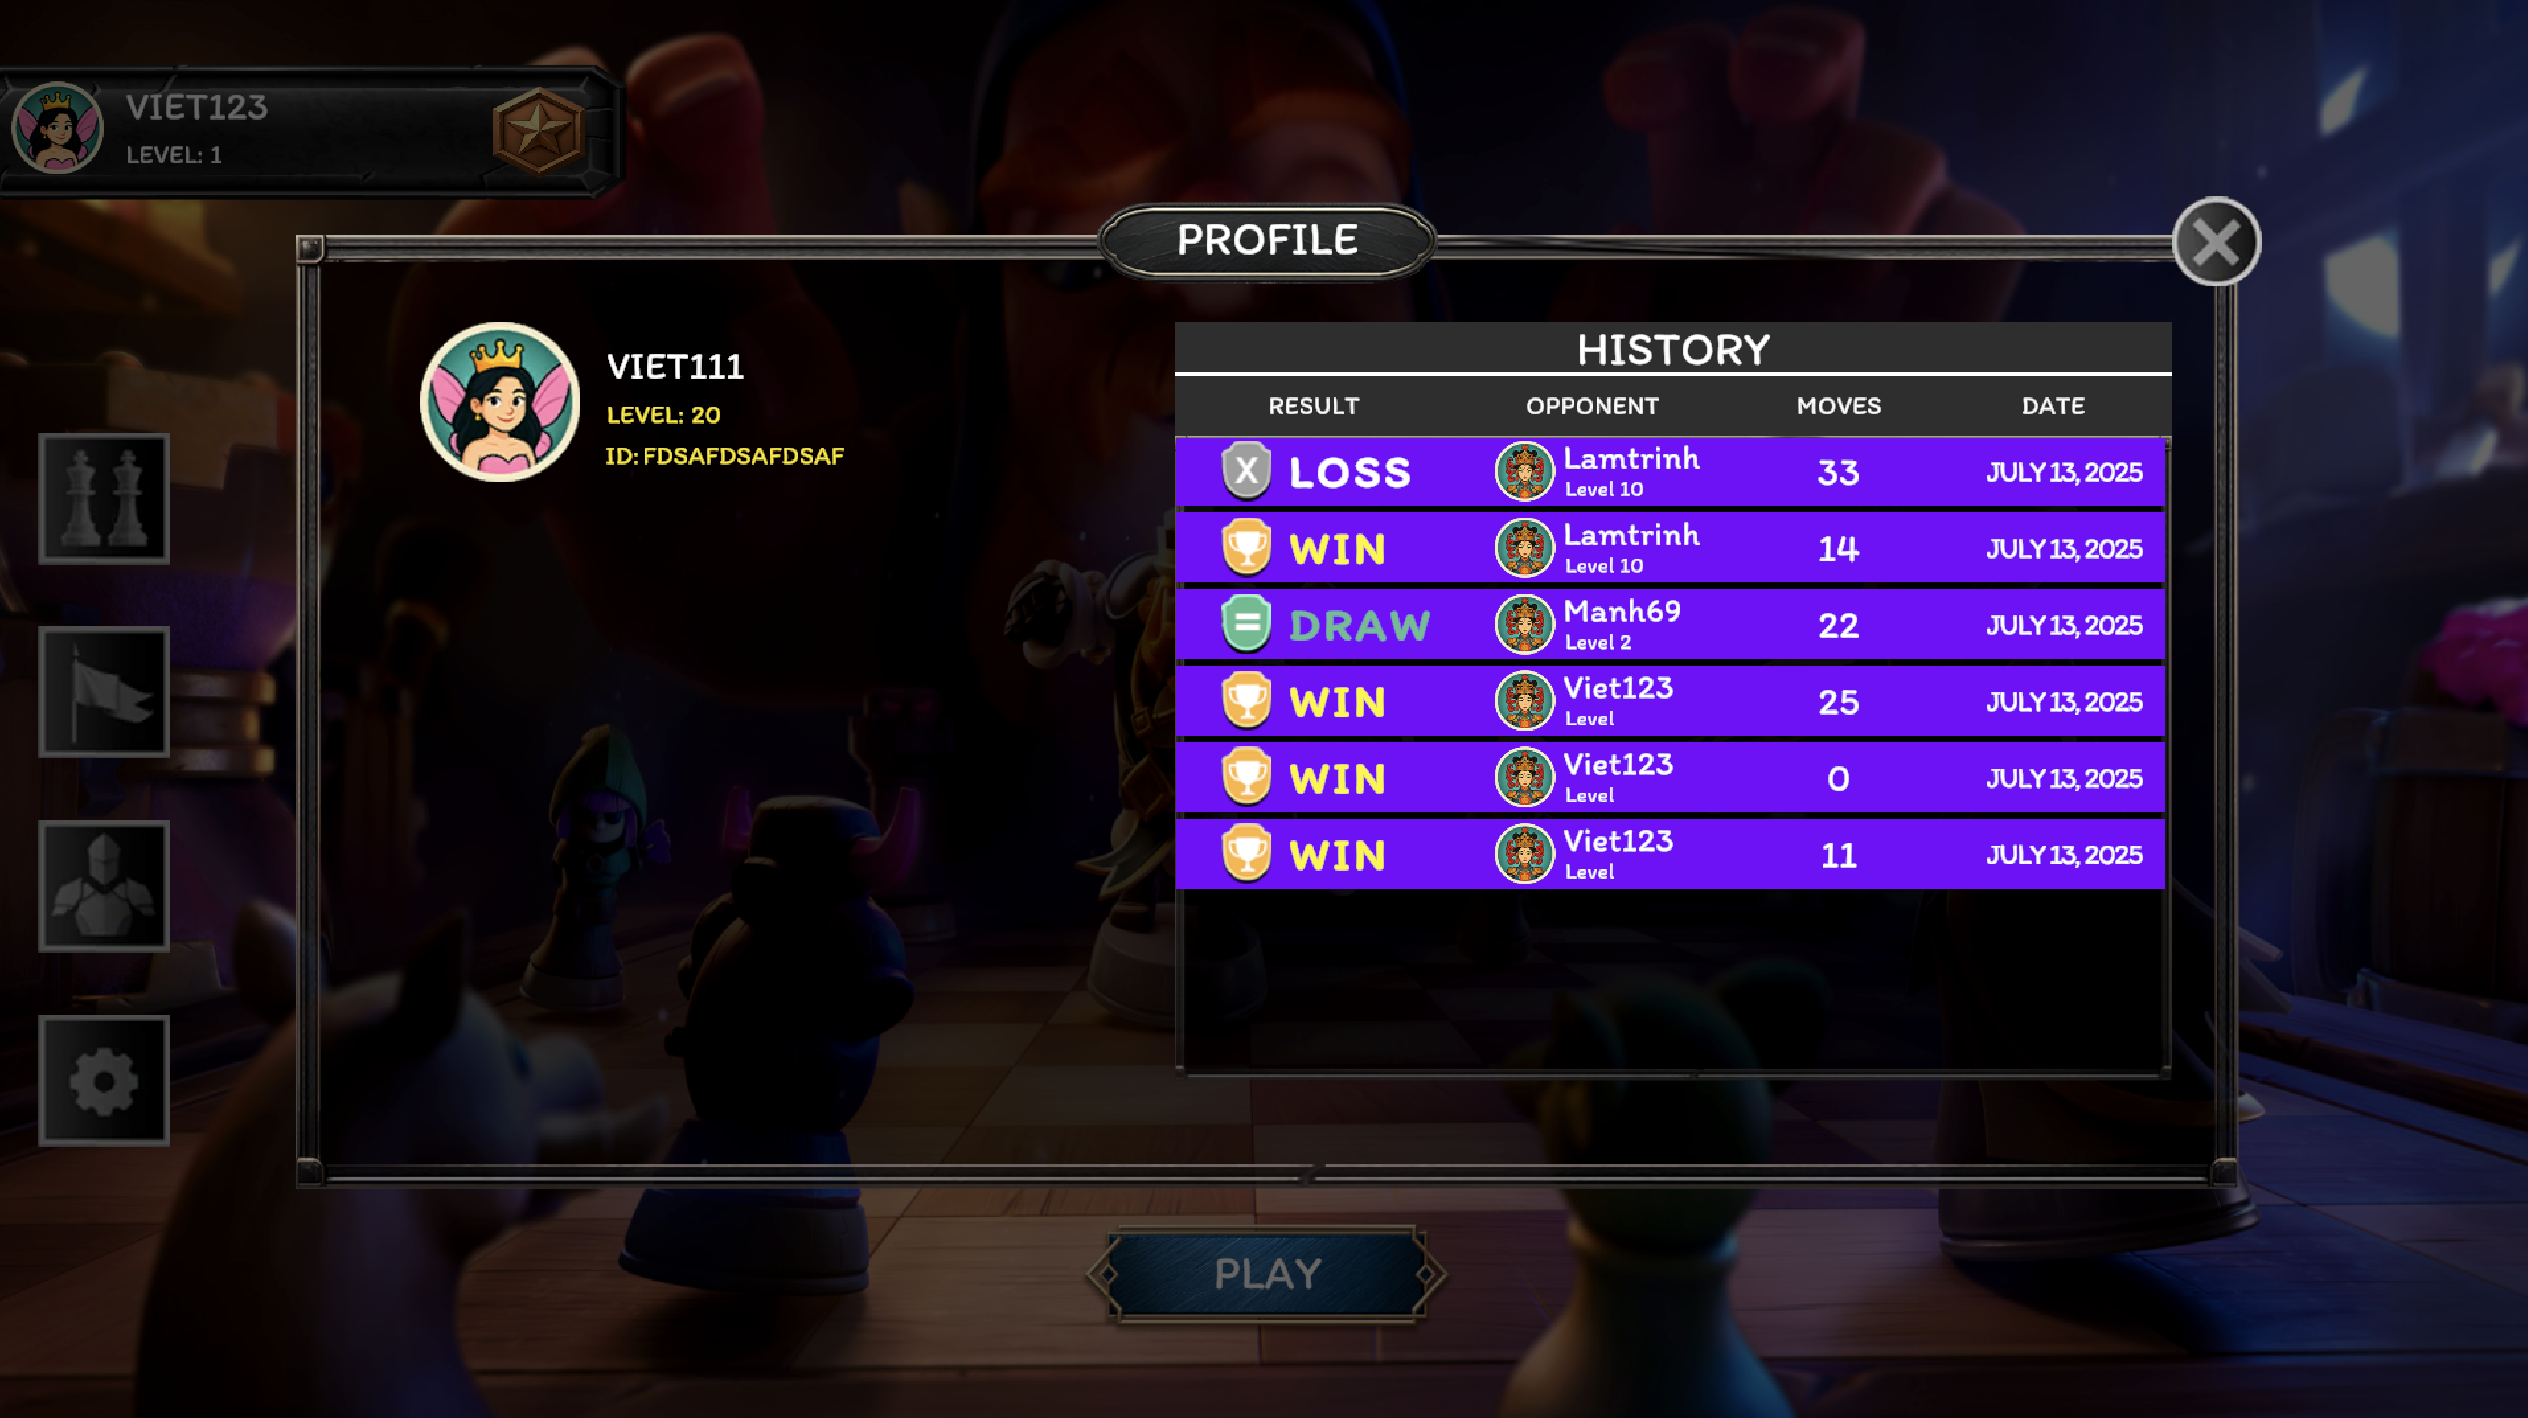 VIET123
LEVEL: 1
PROFILE
VIET111
LEVEL: 20
ID: FDSAFDSAFDSAF
HISTORY
RESULT OPPONENT MOVES DATE
X LOSS Lamtrinh Level 10 33 JULY 13, 2025
WIN Lamtrinh Level 10 14 JULY 13, 2025
DRAW Manh69 Level 2 22 JULY 13, 2025
WIN Viet123 Level 25 JULY 13, 2025
WIN Viet123 Level 0 JULY 13, 2025
WIN Viet123 Level 11 JULY 13, 2025
PLAY